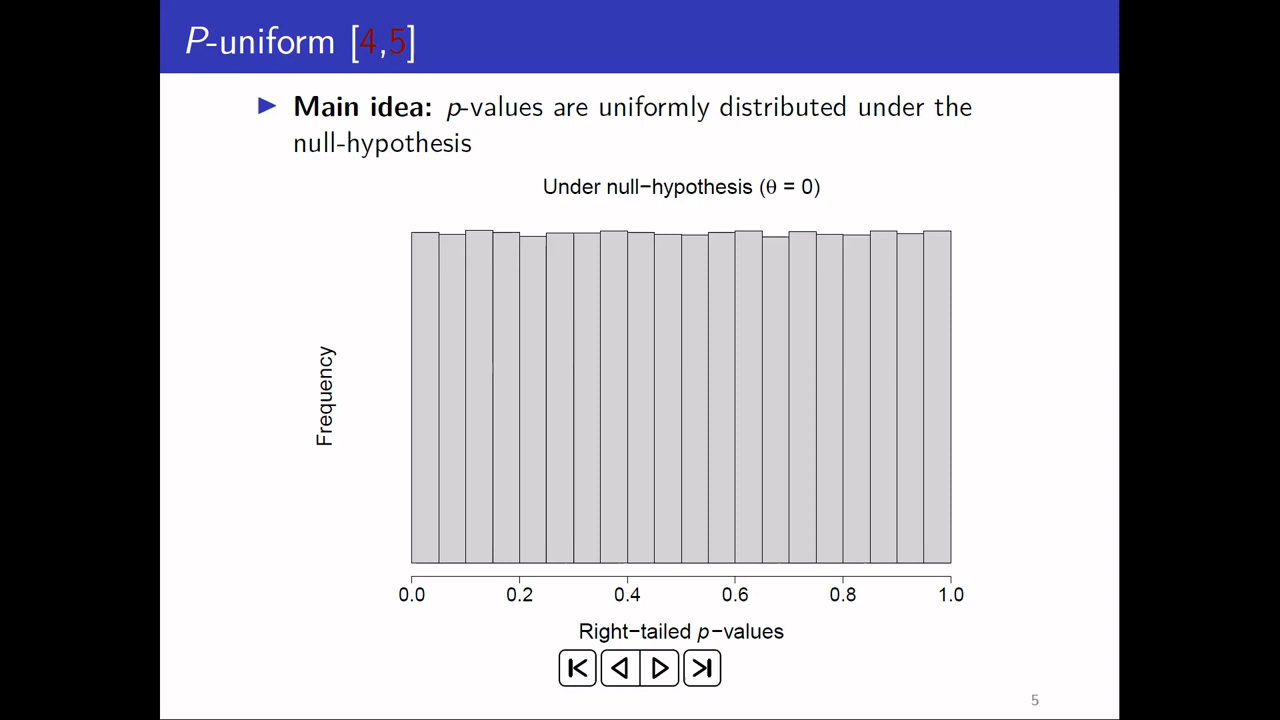 P-uniform [4,5]
Main idea: p-values are uniformly distributed under the
null-hypothesis
Under null−hypothesis (θ = 0)
Frequency
0.0 0.2 0.4 0.6 0.8 1.0
Right−tailed p−values
5